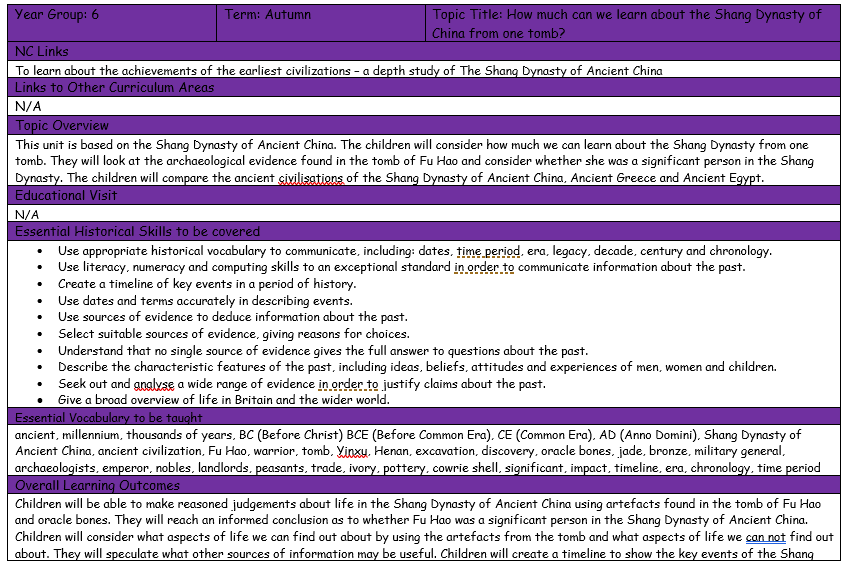 Year Group: 6
Term: Autumn
Topic Title: How much can we learn about the Shang Dynasty of
China from one tomb?
NC Links
To learn about the achievements of the earliest civilizations – a depth study of The Shang Dynasty of Ancient China
Links to Other Curriculum Areas
N/A
Topic Overview
This unit is based on the Shang Dynasty of Ancient China. The children will consider how much we can learn about the Shang Dynasty from one
tomb. They will look at the archaeological evidence found in the tomb of Fu Hao and consider whether she was a significant person in the Shang
Dynasty. The children will compare the ancient civilisations of the Shang Dynasty of Ancient China, Ancient Greece and Ancient Egypt.
Educational Visit
N/A
Essential Historical Skills to be covered
• Use appropriate historical vocabulary to communicate, including: dates, time period, era, legacy, decade, century and chronology.
• Use literacy, numeracy and computing skills to an exceptional standard in order to communicate information about the past.
• Create a timeline of key events in a period of history.
• Use dates and terms accurately in describing events.
• Use sources of evidence to deduce information about the past.
• Select suitable sources of evidence, giving reasons for choices.
• Understand that no single source of evidence gives the full answer to questions about the past.
• Describe the characteristic features of the past, including ideas, beliefs, attitudes and experiences of men, women and children.
• Seek out and analyse a wide range of evidence in order to justify claims about the past.
• Give a broad overview of life in Britain and the wider world.
Essential Vocabulary to be taught
ancient, millennium, thousands of years, BC (Before Christ) BCE (Before Common Era), CE (Common Era), AD (Anno Domini), Shang Dynasty of
Ancient China, ancient civilization, Fu Hao, warrior, tomb, Yinxu, Henan, excavation, discovery, oracle bones, jade, bronze, military general,
archaeologists, emperor, nobles, landlords, peasants, trade, ivory, pottery, cowrie shell, significant, impact, timeline, era, chronology, time period
Overall Learning Outcomes
Children will be able to make reasoned judgements about life in the Shang Dynasty of Ancient China using artefacts found in the tomb of Fu Hao
and oracle bones. They will reach an informed conclusion as to whether Fu Hao was a significant person in the Shang Dynasty of Ancient China.
Children will consider what aspects of life we can find out about by using the artefacts from the tomb and what aspects of life we can not find out
about. They will speculate what other sources of information may be useful. Children will create a timeline to show the key events of the Shang